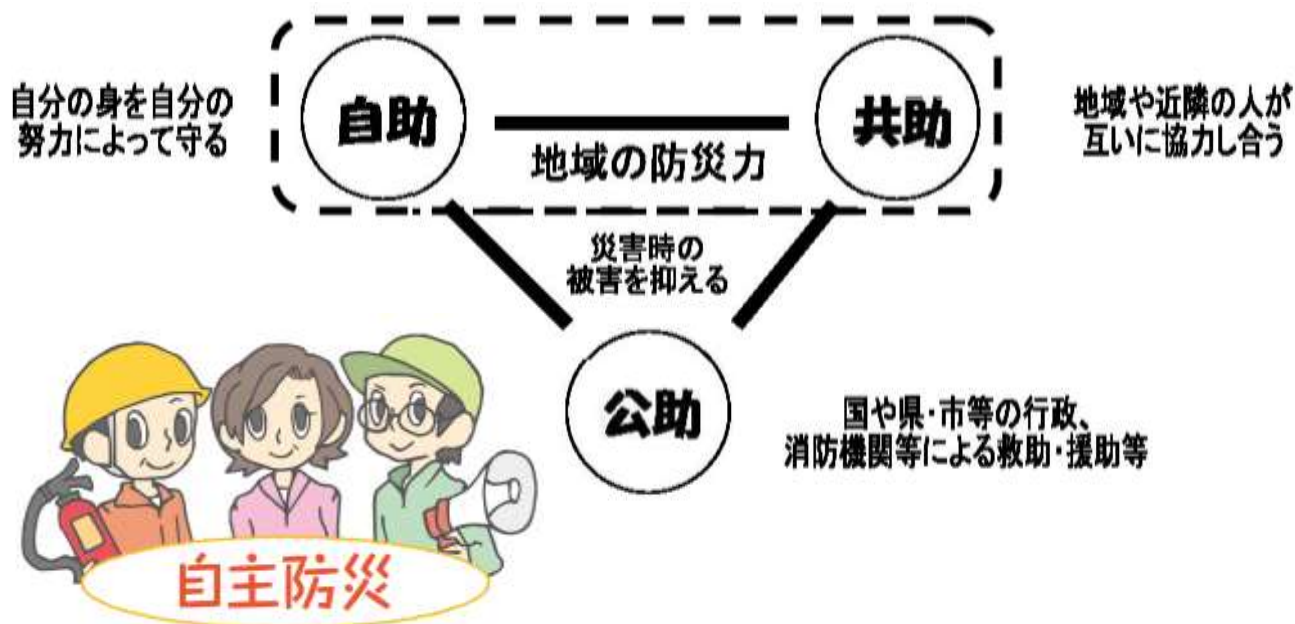 自分の身を自分の
努力によって守る
自助
地域の防災力
共助
地域や近隣の人が
互いに協力し合う
災害時の
被害を抑える
公助
国や県・市等の行政、
消防機関等による救助・援助等
自主防災